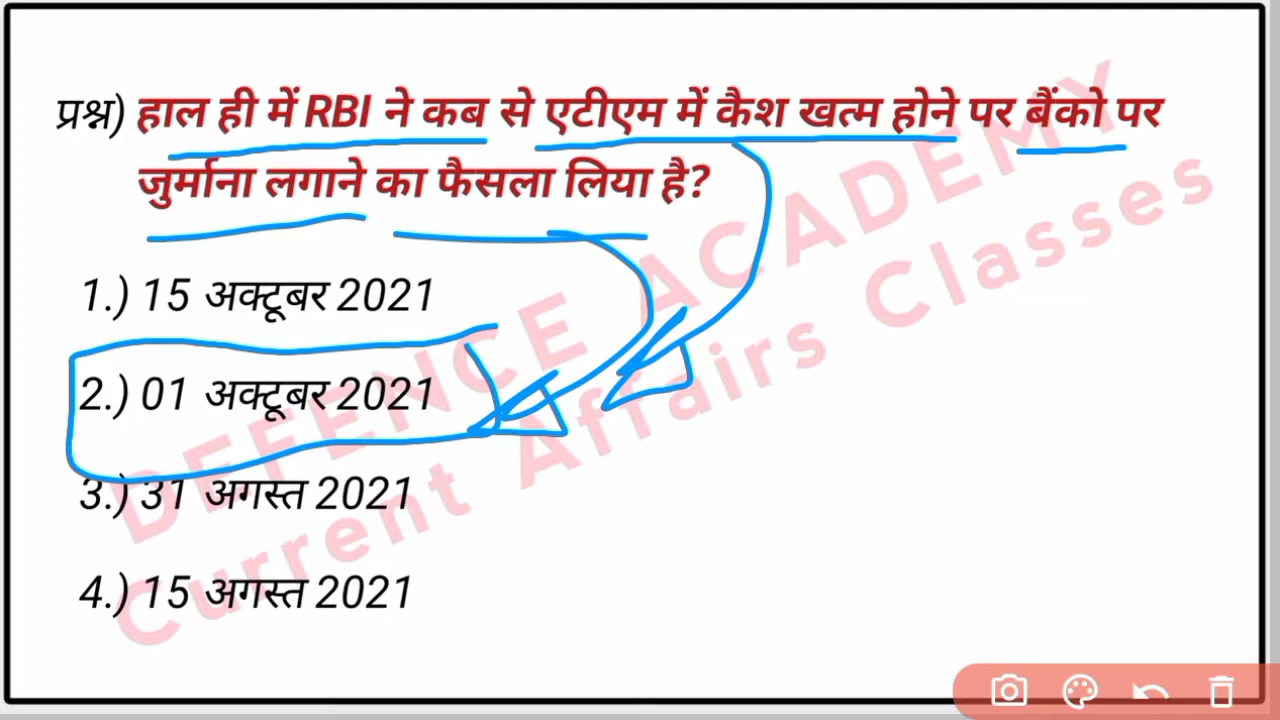 प्रश्न) हाल ही में RBI ने कब से एटीएम में कैश खत्म होने पर बैंको पर
जुर्माना लगाने का फैसला लिया है?
1.) 15 अक्टूबर 2021
2.) 01 अक्टूबर 2021
3.) 31 अगस्त 2021
4.) 15 अगस्त 2021
DEFENCE ACADEMY
Current Affairs Classes